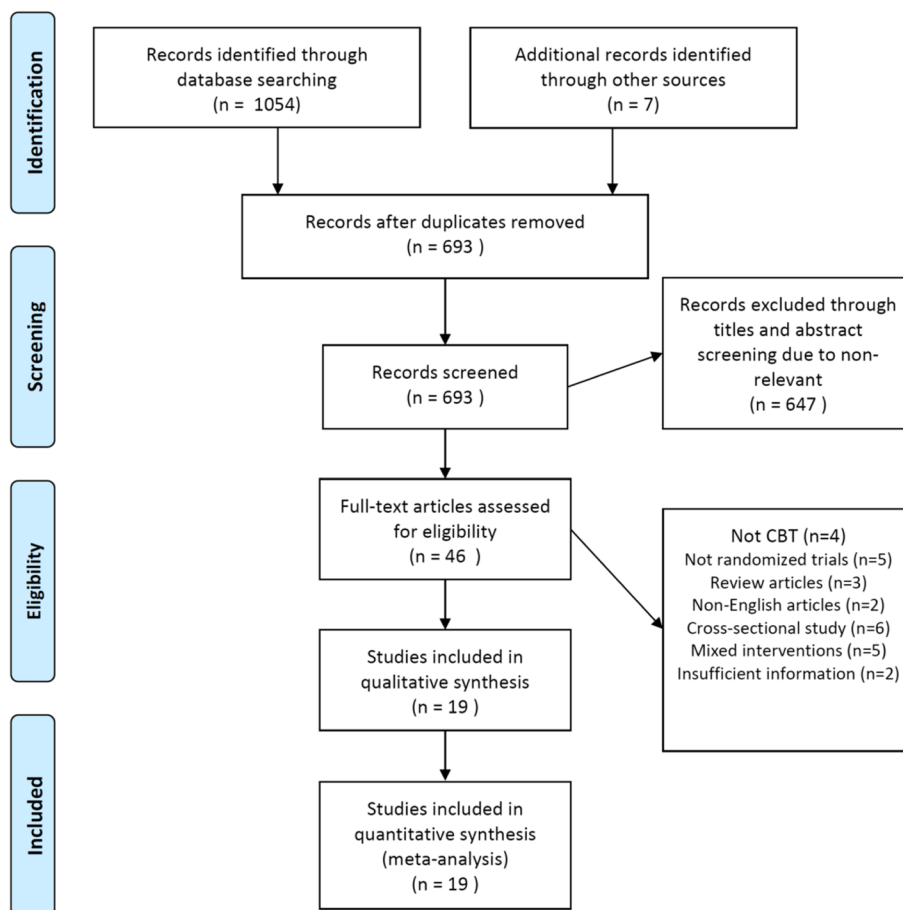 Identification
Records identified through
database searching
(n = 1054)
Additional records identified
through other sources
(n = 7)
Records after duplicates removed
(n = 693 )
Screening
Records screened
(n = 693 )
Records excluded through
titles and abstract
screening due to non-
relevant
(n = 647 )
Eligibility
Full-text articles assessed
for eligibility
(n = 46 )
Not CBT (n=4)
Not randomized trials (n=5)
Review articles (n=3)
Non-English articles (n=2)
Cross-sectional study (n=6)
Mixed interventions (n=5)
Insufficient information (n=2)
Studies included in
qualitative synthesis
(n = 19 )
Included
Studies included in
quantitative synthesis
(meta-analysis)
(n = 19 )